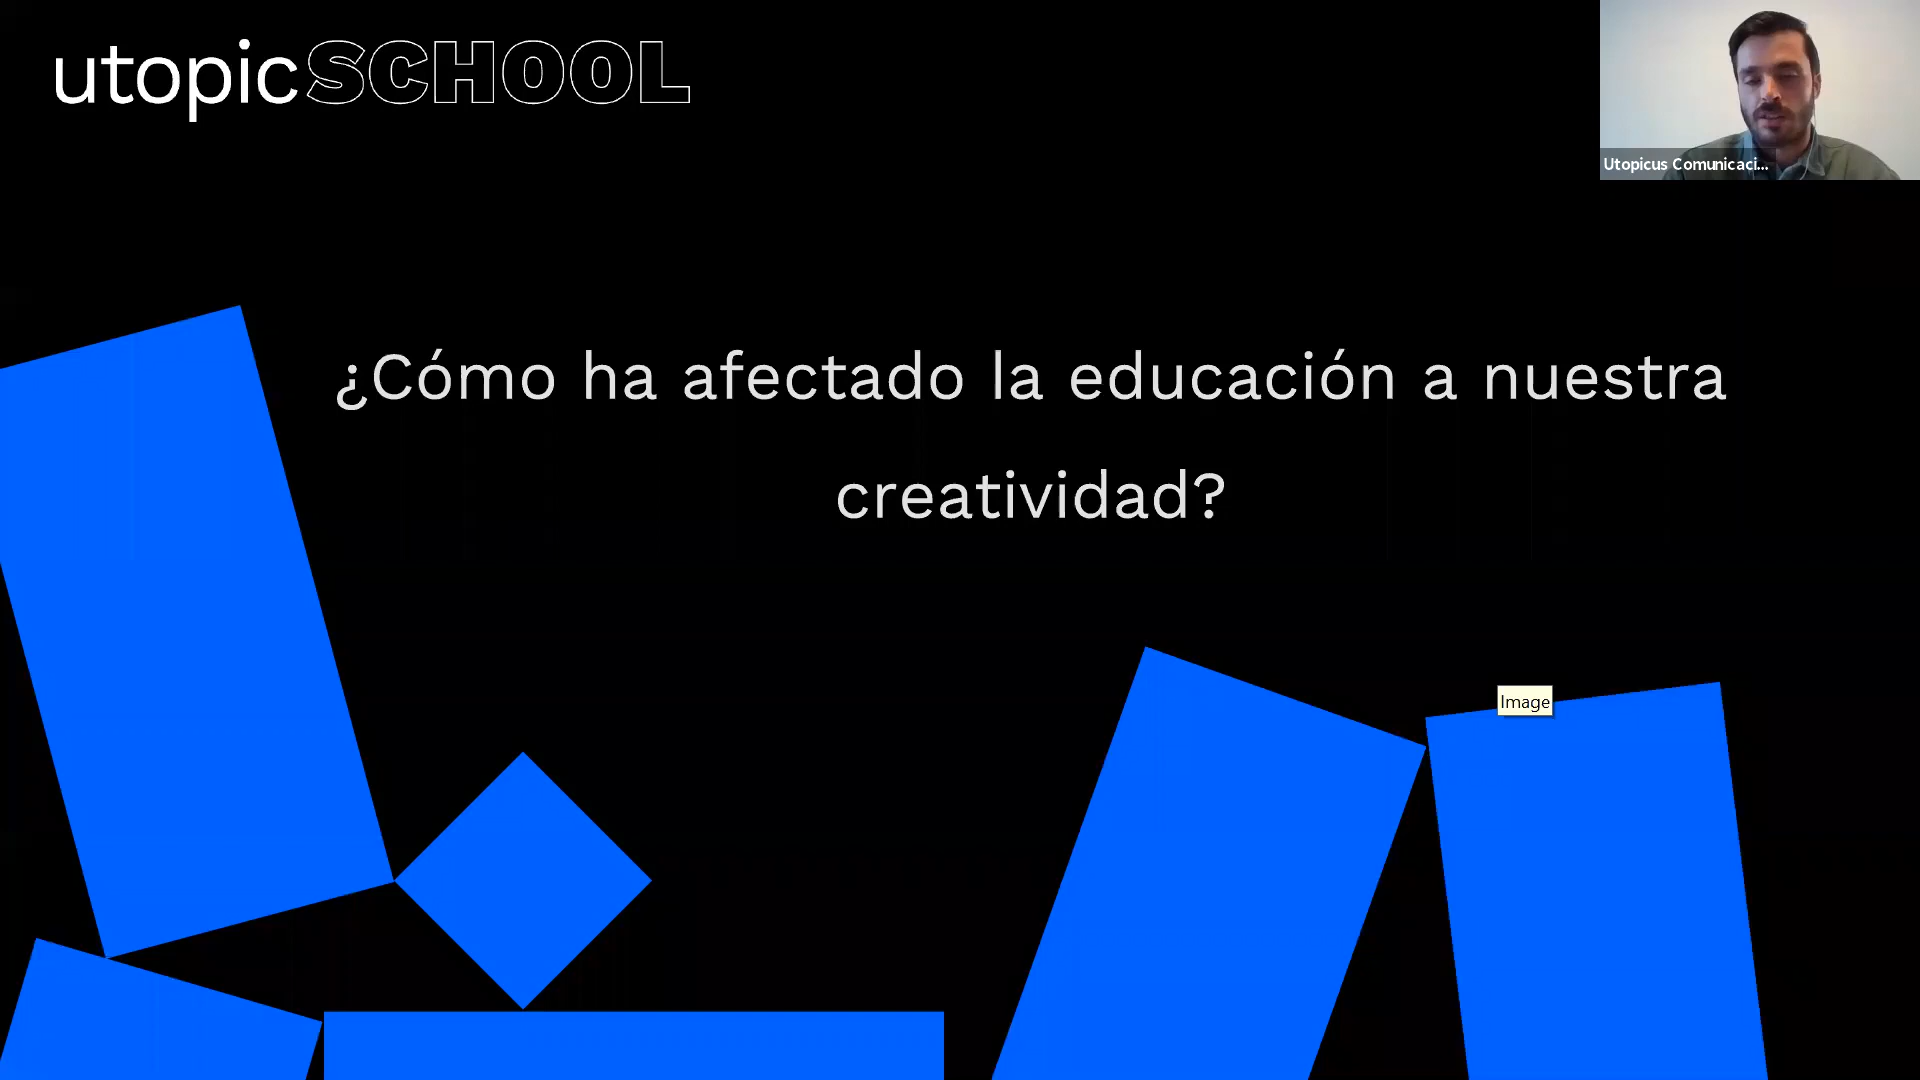 utopicSCHOOL
Utopicus Comunicaci...
¿Cómo ha afectado la educación a nuestra
creatividad?
Image